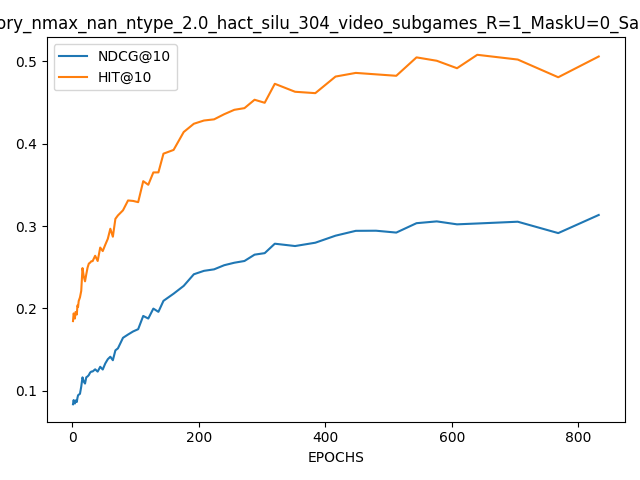 ory_nmax_nan_ntype_2.0_hact_silu_304_video_subgames_R=1_MaskU=0_Sa
NDCG@10
HIT@10
0.5
0.4
0.3
0.2
0.1
0 200 400 600 800
EPOCHS